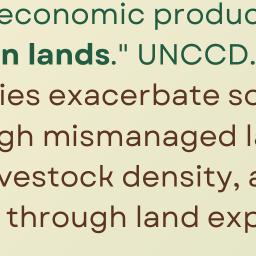 economic produc
n lands." UNCCD.
ies exacerbate so
gh mismanaged la
vestock density, a
through land exp